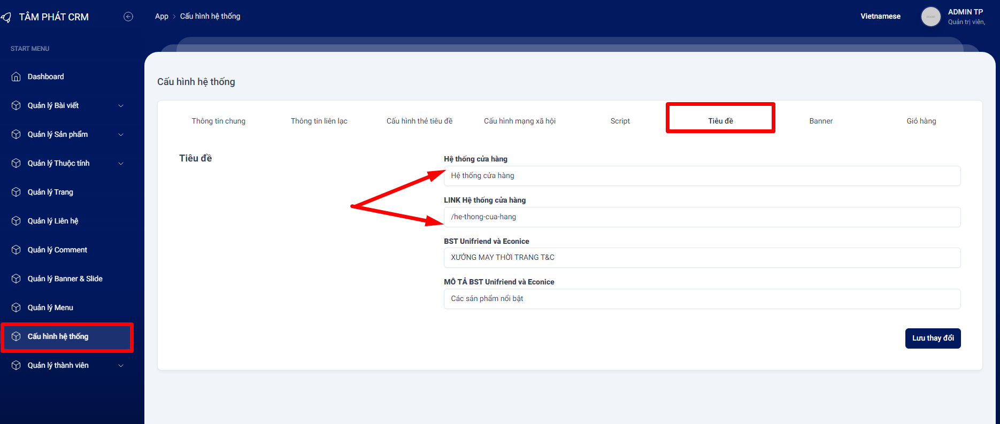 TÂM PHÁT CRM
App > Cấu hình hệ thống
Vietnamese
ADMIN TP
Quản trị viên,
START MENU
Dashboard
Quản lý Bài viết
Quản lý Sản phẩm
Quản lý Thuộc tính
Quản lý Trang
Quản lý Liên hệ
Quản lý Comment
Quản lý Banner & Slide
Quản lý Menu
Cấu hình hệ thống
Quản lý thành viên
Cấu hình hệ thống
Thông tin chung
Thông tin liên lạc
Cấu hình thẻ tiêu đề
Cấu hình mạng xã hội
Script
Tiêu đề
Banner
Giỏ hàng
Tiêu đề
Hệ thống cửa hàng
Hệ thống cửa hàng
LINK Hệ thống cửa hàng
/he-thong-cua-hang
BST Unifriend và Econice
XƯỞNG MAY THỜI TRANG T&C
MÔ TẢ BST Unifriend và Econice
Các sản phẩm nổi bật
Lưu thay đổi